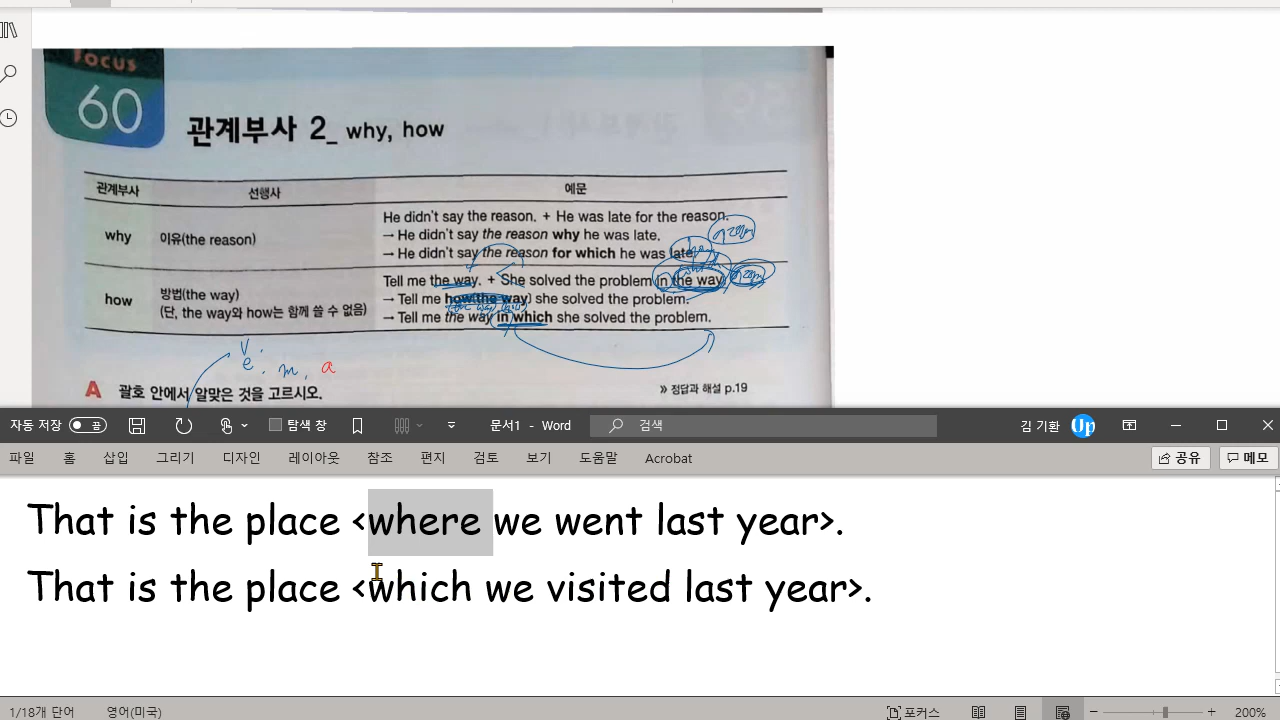 Focus
60
관계부사 2_ why, how
관계부사 선행사 예문
why 이유(the reason)
He didn't say the reason. + He was late for the reason.
→ He didn't say the reason why he was late.
→ He didn't say the reason for which he was late.
how 방법(the way)
(단, the way와 how는 함께 쓸 수 없음)
Tell me the way. + She solved the problem in the way.
→ Tell me how(the way) she solved the problem.
→ Tell me the way in which she solved the problem.
e. m. a
A 괄호 안에서 알맞은 것을 고르시오.
» 정답과 해설 p.19
자동 저장 끔 탐색 창 문서1 - Word 검색 김 기환 Up
파일 홈 삽입 그리기 디자인 레이아웃 참조 편지 검토 보기 도움말 Acrobat 공유 메모
That is the place <where we went last year>.
That is the place <which we visited last year>.
1/18개 단어 영어(미국) 포커스 200%